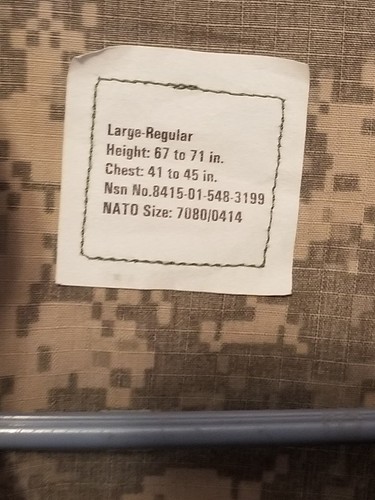 Large-Regular
Height: 67 to 71 in.
Chest: 41 to 45 in.
Nsn No.8415-01-548-3199
NATO Size: 7080/0414